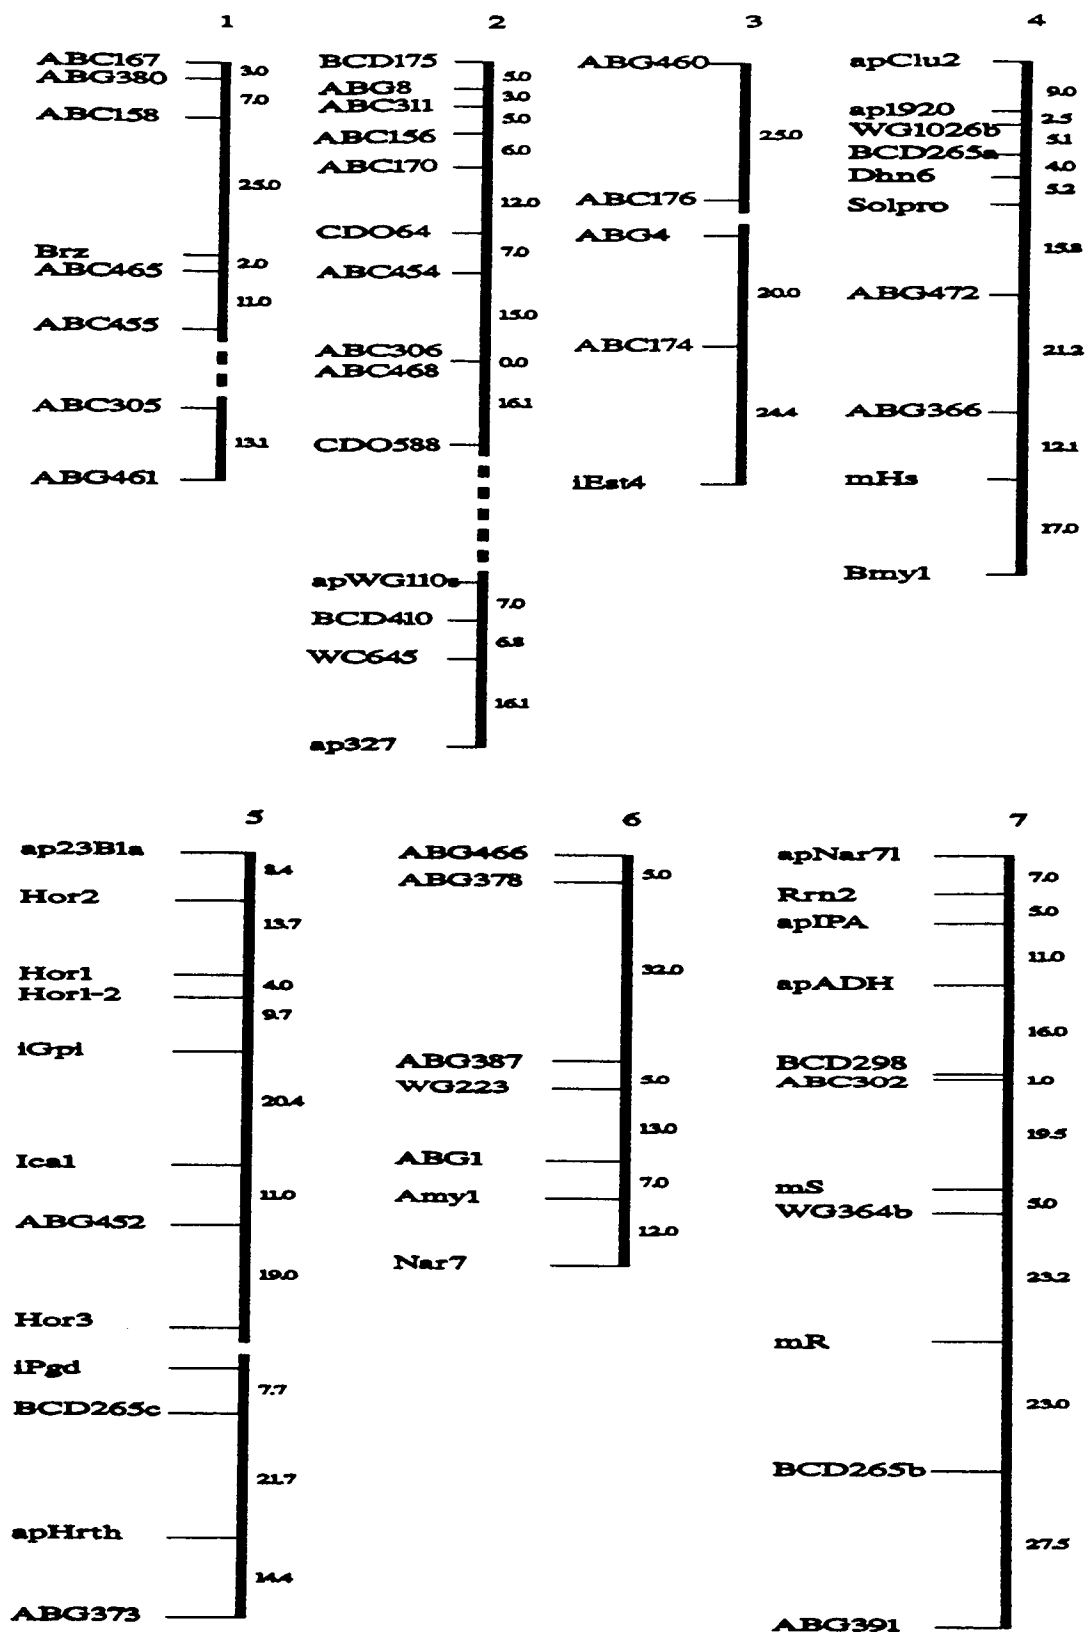 1
ABC167
3.0
ABG380
7.0
ABC158
25.0
Brz
2.0
ABC465
11.0
ABC455
ABC305
13.1
ABG461
2
BCD175
5.0
ABG8
3.0
ABC311
5.0
ABC156
6.0
ABC170
12.0
CDO64
7.0
ABC454
15.0
ABC306
0.0
ABC468
16.1
CDO588
apWG110s
7.0
BCD410
6.8
WC645
16.1
ap327
3
ABG460
25.0
ABC176
ABG4
20.0
ABC174
24.4
iEst4
4
apClu2
9.0
ap1920
2.5
WG1026b
5.1
BCD265a
4.0
Dhn6
5.2
Solpro
15.8
ABG472
21.2
ABG366
12.1
mHs
17.0
Bmy1
5
ap23B1a
8.4
Hor2
13.7
Hor1
4.0
Hor1-2
9.7
iGpi
20.4
Ica1
11.0
ABG452
19.0
Hor3
iPgd
7.7
BCD265c
21.7
apHrth
14.4
ABG373
6
ABG466
5.0
ABG378
32.0
ABG387
5.0
WG223
13.0
ABG1
7.0
Amy1
12.0
Nar7
7
apNar71
7.0
Rrn2
5.0
apIPA
11.0
apADH
16.0
BCD298
1.0
ABC302
19.5
mS
5.0
WG364b
23.2
mR
23.0
BCD265b
27.5
ABG391